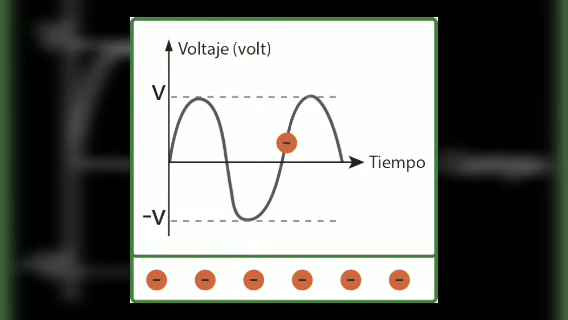 Voltaje (volt)
V
−
Tiempo
−V
− − − − − −